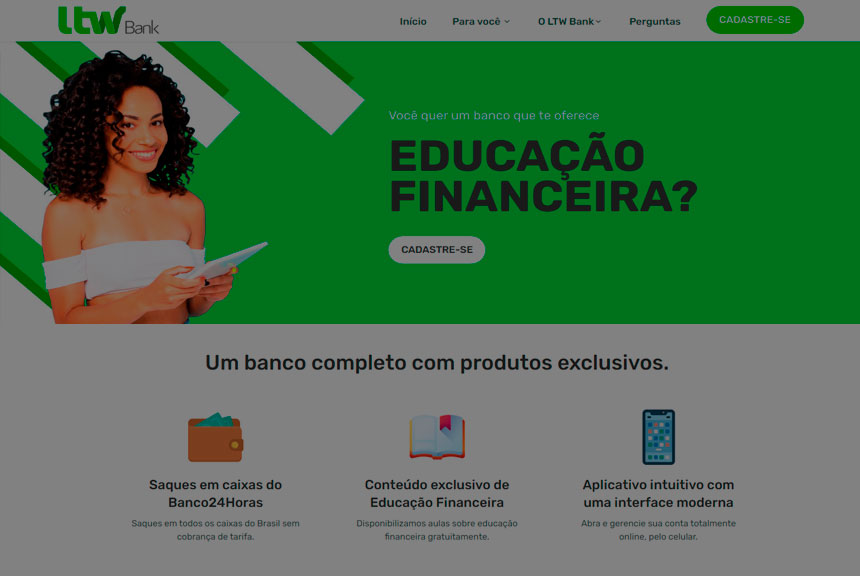 ltw Bank
Início Para você O LTW Bank Perguntas CADASTRE-SE
Você quer um banco que te oferece
EDUCAÇÃO
FINANCEIRA?
CADASTRE-SE
Um banco completo com produtos exclusivos.
Saques em caixas do
Banco24Horas
Saques em todos os caixas do Brasil sem
cobrança de tarifa.
Conteúdo exclusivo de
Educação Financeira
Disponibilizamos aulas sobre educação
financeira gratuitamente.
Aplicativo intuitivo com
uma interface moderna
Abra e gerencie sua conta totalmente
online, pelo celular.